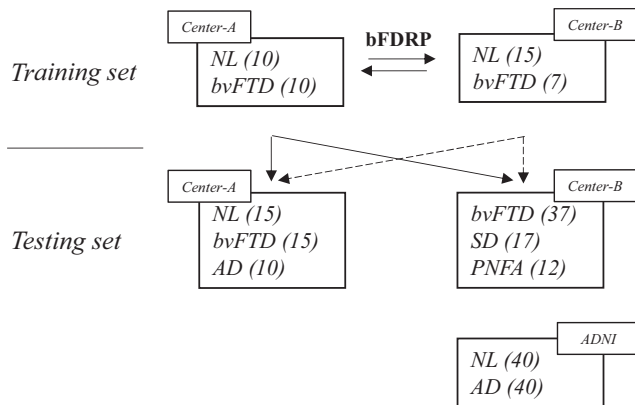 Center-A
NL (10)
bvFTD (10)
bFDRP
Center-B
NL (15)
bvFTD (7)
Training set
Center-A
NL (15)
bvFTD (15)
AD (10)
Center-B
bvFTD (37)
SD (17)
PNFA (12)
Testing set
ADNI
NL (40)
AD (40)